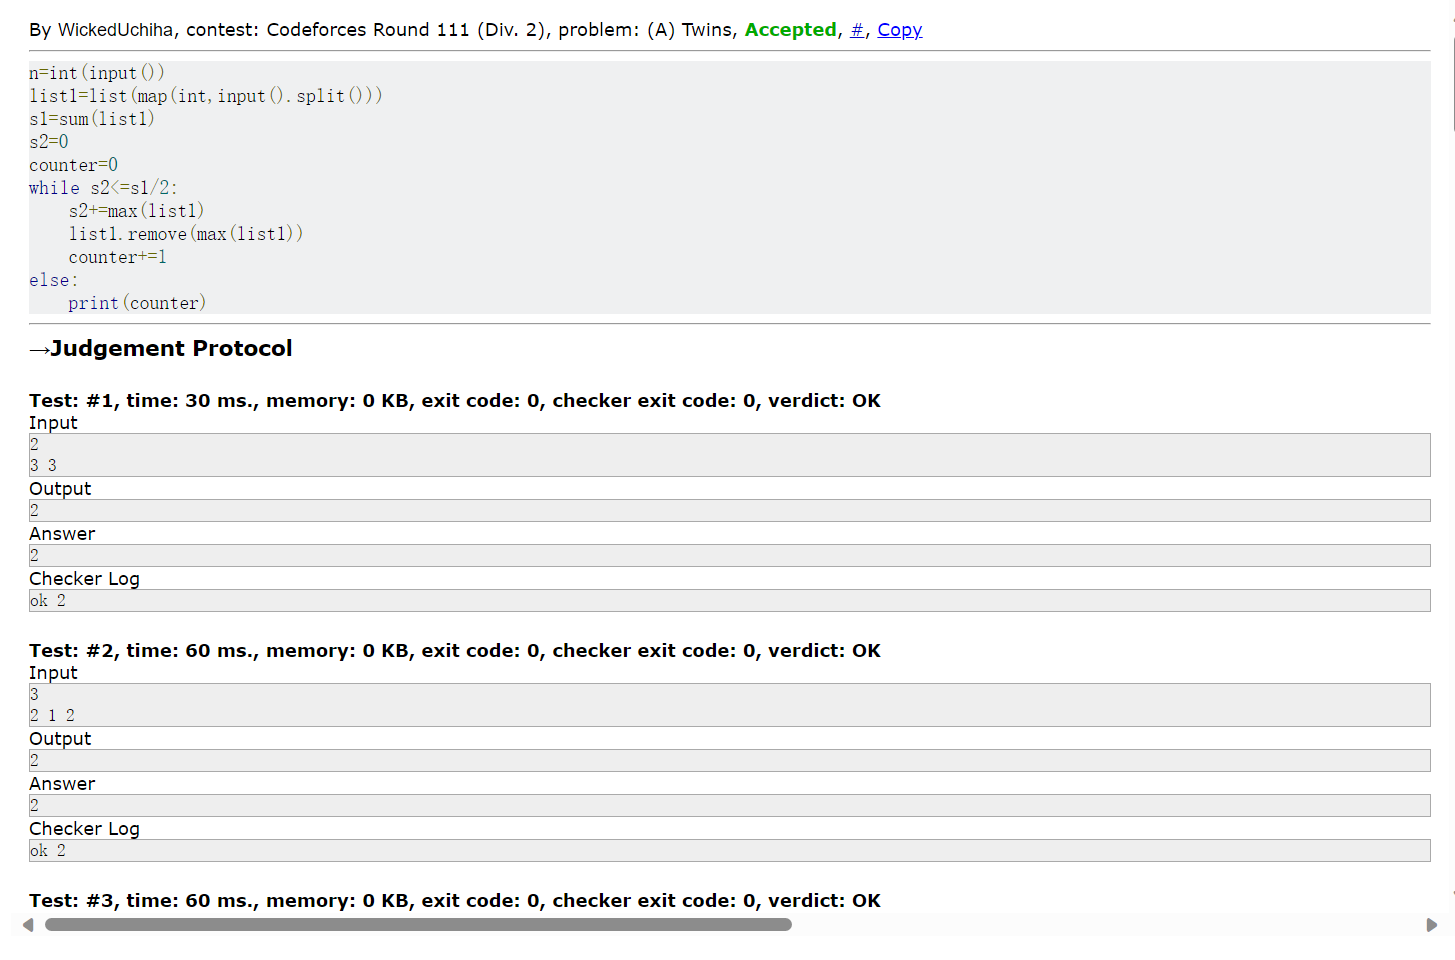 By WickedUchiha, contest: Codeforces Round 111 (Div. 2), problem: (A) Twins, Accepted, #, Copy
n=int(input())
list1=list(map(int,input().split()))
s1=sum(list1)
s2=0
counter=0
while s2<=s1/2:
    s2+=max(list1)
    list1.remove(max(list1))
    counter+=1
else:
    print(counter)
→Judgement Protocol
Test: #1, time: 30 ms., memory: 0 KB, exit code: 0, checker exit code: 0, verdict: OK
Input
2
3 3
Output
2
Answer
2
Checker Log
ok 2
Test: #2, time: 60 ms., memory: 0 KB, exit code: 0, checker exit code: 0, verdict: OK
Input
3
2 1 2
Output
2
Answer
2
Checker Log
ok 2
Test: #3, time: 60 ms., memory: 0 KB, exit code: 0, checker exit code: 0, verdict: OK